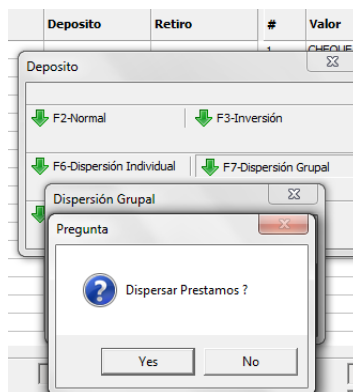 Deposito Retiro # Valor
1 CHEQUE
Deposito
F2-Normal F3-Inversión
F6-Dispersión Individual F7-Dispersión Grupal
Dispersión Grupal
Pregunta
Dispersar Prestamos ?
Yes No